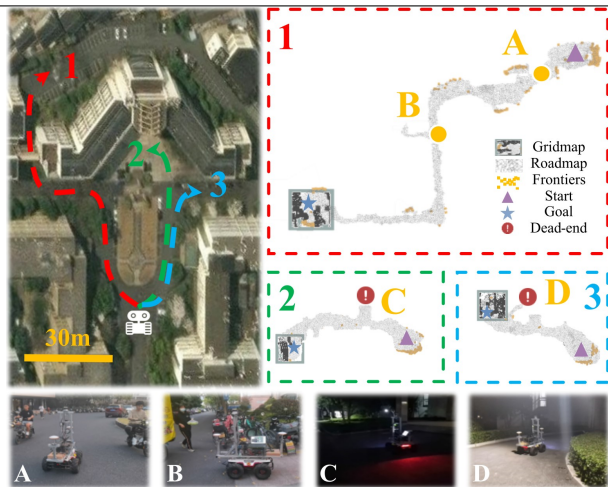 1
2
3
30m
1
A
B
Gridmap
Roadmap
Frontiers
Start
Goal
! Dead-end
2
!
C
!
D
3
A
B
C
D